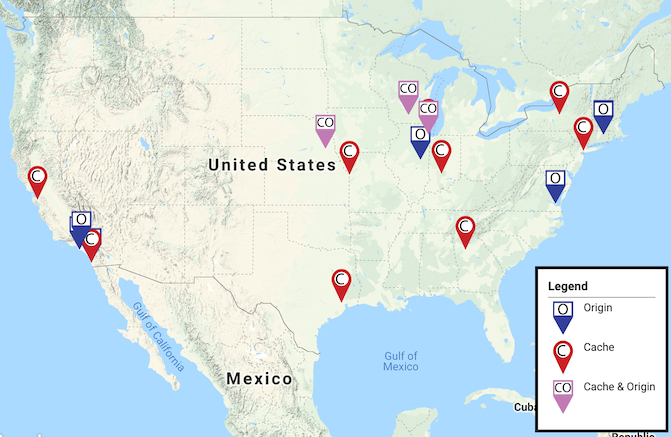 CO
CO
C
O
C
O
CO
C
C
United States
C
O
O
C
C
C
Gulf of
California
Gulf of
Mexico
Mexico
Cuba
Legend
O
Origin
C
Cache
CO
Cache & Origin